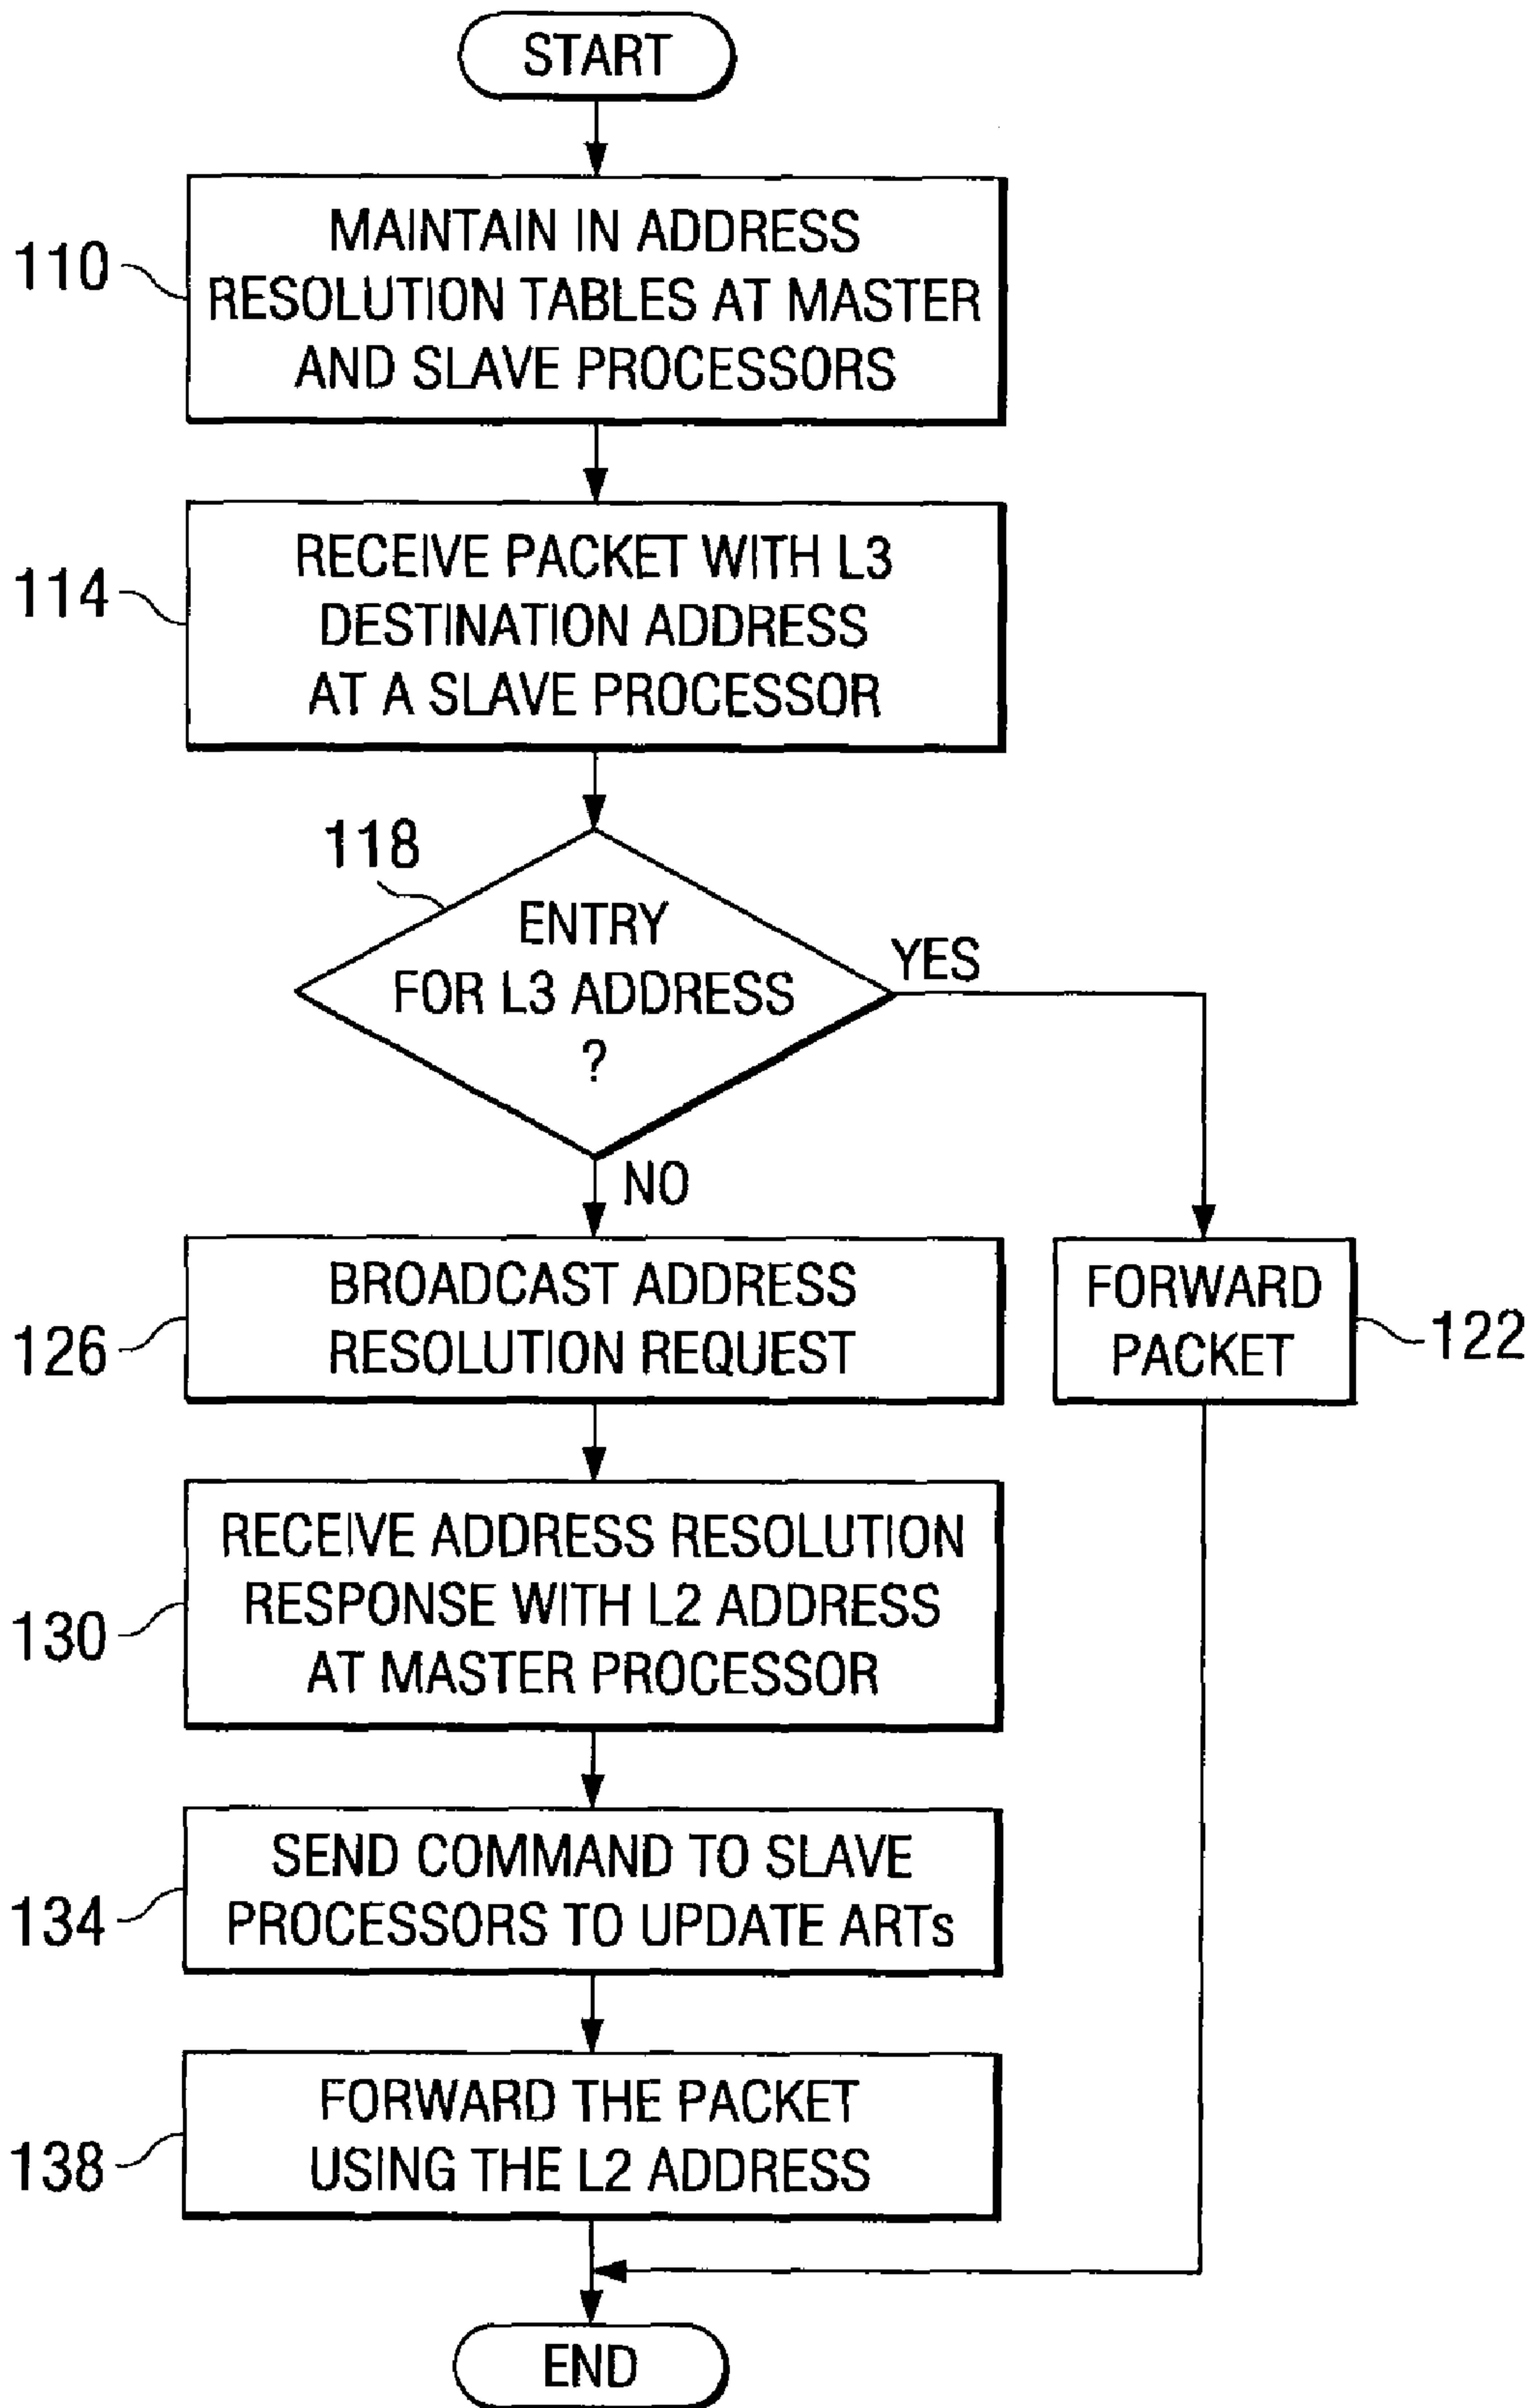 START
110
MAINTAIN IN ADDRESS
RESOLUTION TABLES AT MASTER
AND SLAVE PROCESSORS
114
RECEIVE PACKET WITH L3
DESTINATION ADDRESS
AT A SLAVE PROCESSOR
118
ENTRY
FOR L3 ADDRESS
?
YES
NO
126
BROADCAST ADDRESS
RESOLUTION REQUEST
FORWARD
PACKET
122
130
RECEIVE ADDRESS RESOLUTION
RESPONSE WITH L2 ADDRESS
AT MASTER PROCESSOR
134
SEND COMMAND TO SLAVE
PROCESSORS TO UPDATE ARTs
138
FORWARD THE PACKET
USING THE L2 ADDRESS
END